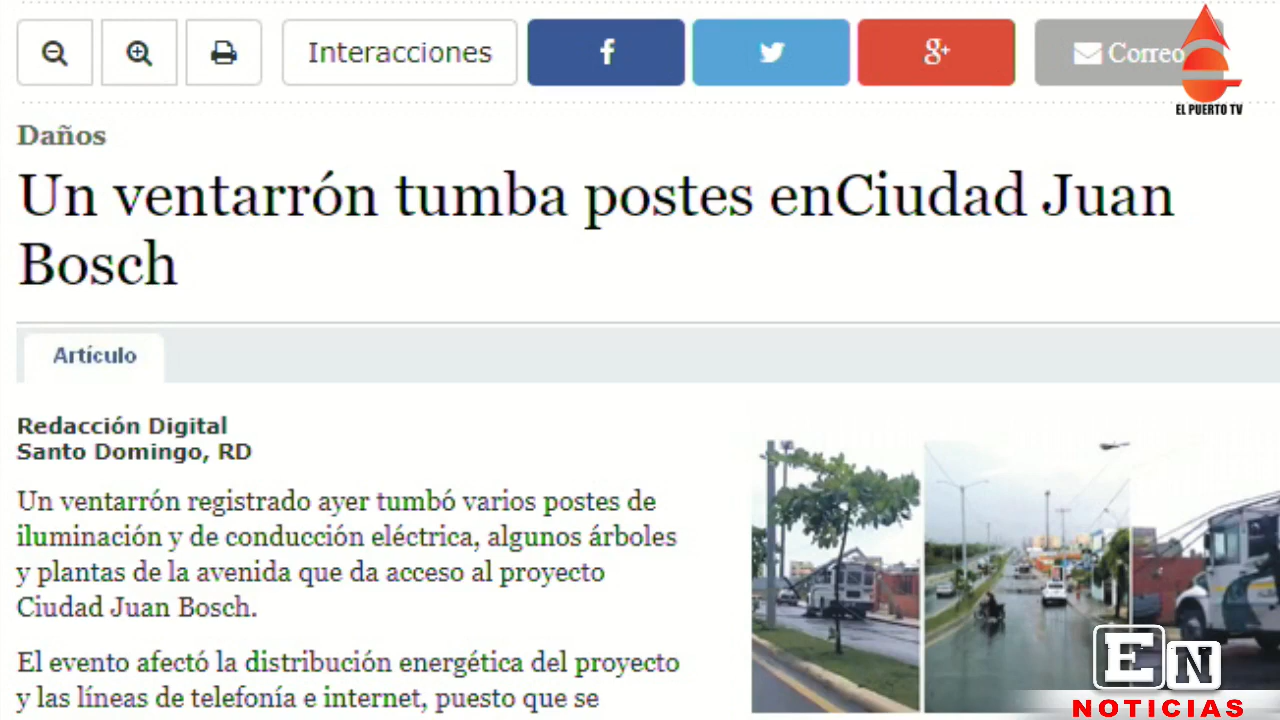 Interacciones
f
g+
Correo
EL PUERTO TV
Daños
Un ventarrón tumba postes enCiudad Juan
Bosch
Artículo
Redacción Digital
Santo Domingo, RD
Un ventarrón registrado ayer tumbó varios postes de
iluminación y de conducción eléctrica, algunos árboles
y plantas de la avenida que da acceso al proyecto
Ciudad Juan Bosch.
El evento afectó la distribución energética del proyecto
y las líneas de telefonía e internet, puesto que se
EN
NOTICIAS